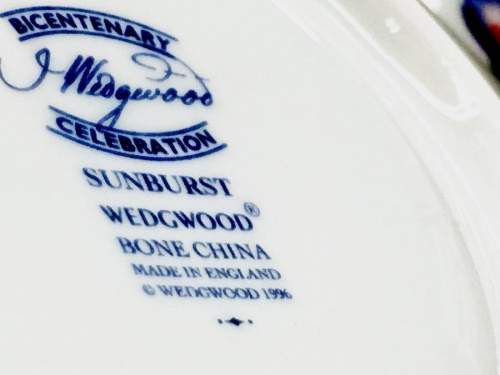 BICENTENARY
J Wedgwood
CELEBRATION
SUNBURST
WEDGWOOD®
BONE CHINA
MADE IN ENGLAND
© WEDGWOOD 1996